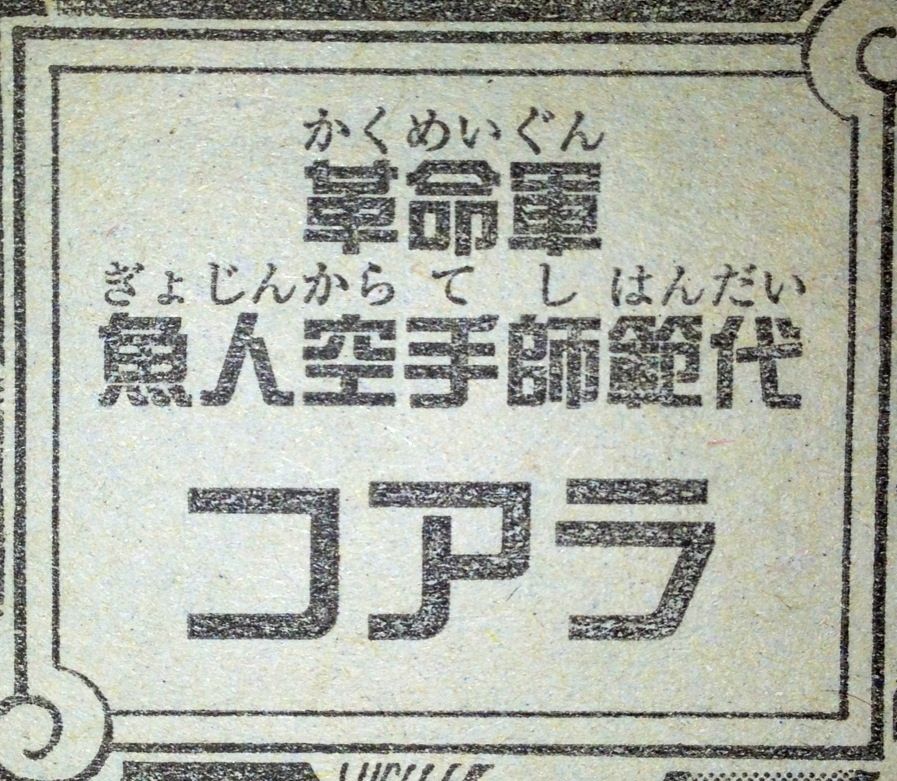 かくめいぐん
革命軍
ぎょじんからてしはんだい
魚人空手師範代
コアラ